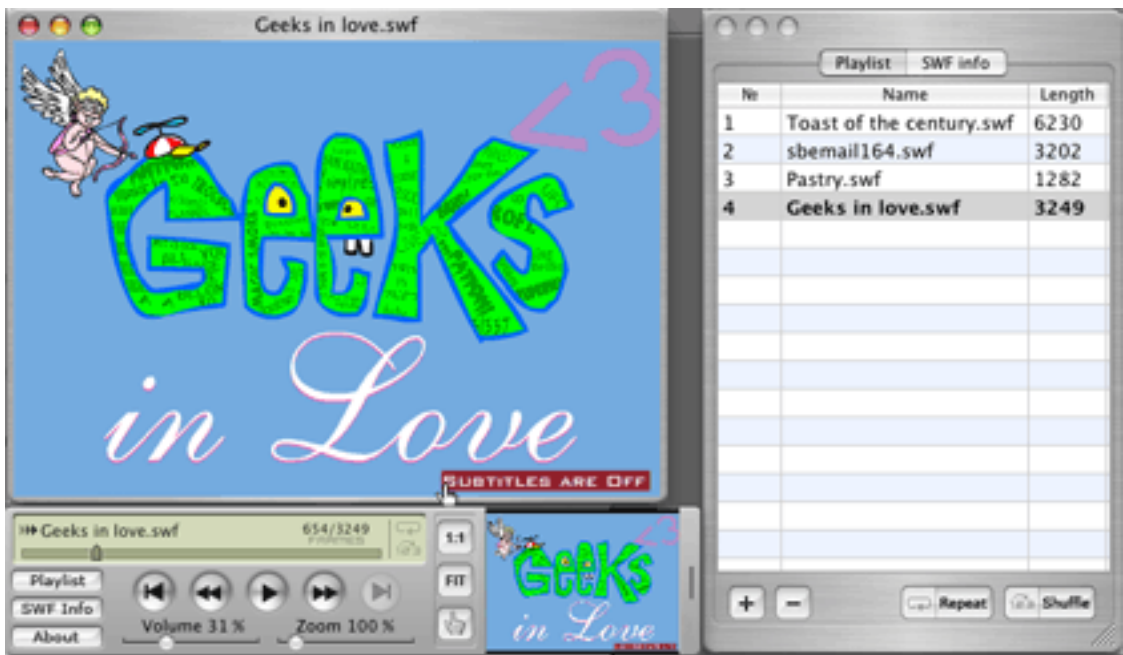 Geeks in love.swf
<3
Geeks
in Love
SUBTITLES ARE OFF
Geeks in love.swf 654/3249
FRAMES
1:1
FIT
Playlist
SWF Info
About
Volume 31 %
Zoom 100 %
<3
Geeks
in Love
Playlist SWF info
№ Name Length
1 Toast of the century.swf 6230
2 sbemail164.swf 3202
3 Pastry.swf 1282
4 Geeks in love.swf 3249
+ − Repeat Shuffle